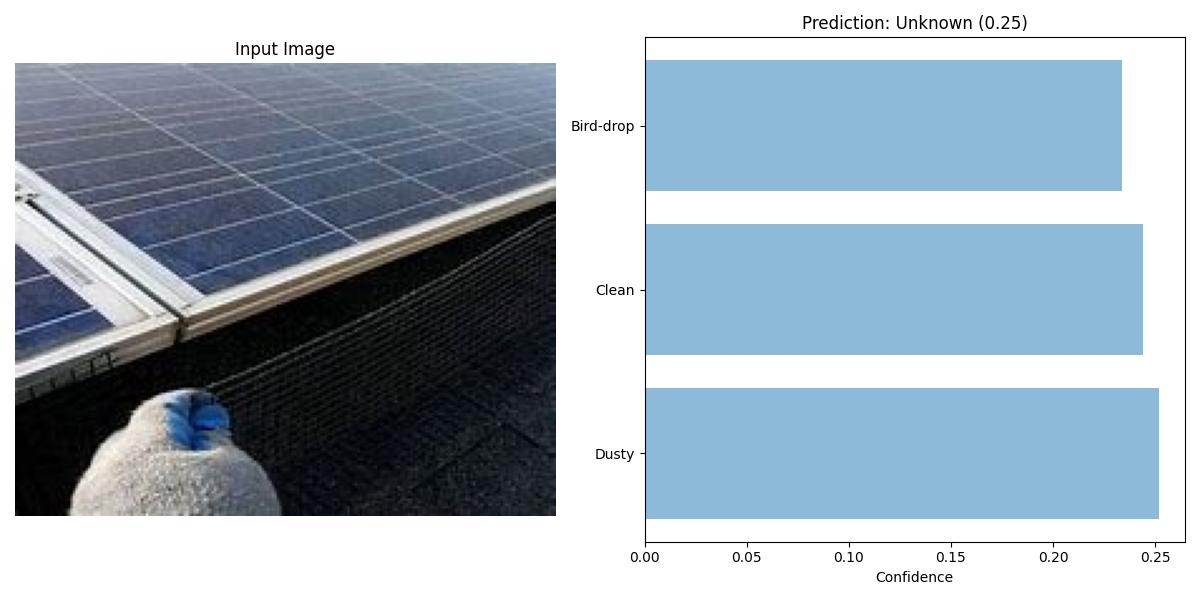 Input Image
Prediction: Unknown (0.25)
Bird-drop
Clean
Dusty
0.00
0.05
0.10
0.15
0.20
0.25
Confidence